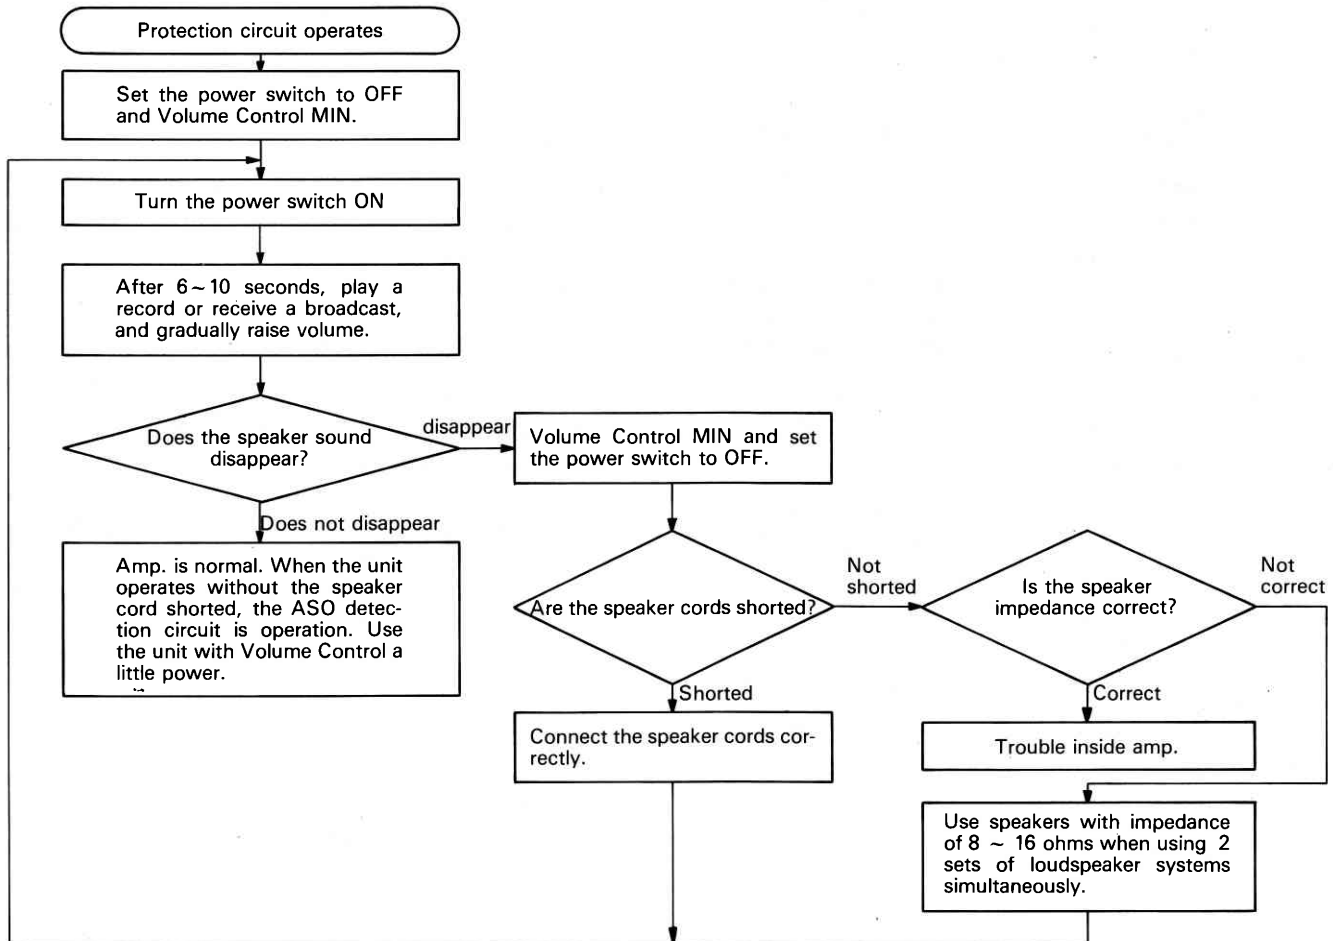 Protection circuit operates
Set the power switch to OFF
and Volume Control MIN.
Turn the power switch ON
After 6~10 seconds, play a
record or receive a broadcast,
and gradually raise volume.
Does the speaker sound
disappear?
disappear
Volume Control MIN and set
the power switch to OFF.
Does not disappear
Amp. is normal. When the unit
operates without the speaker
cord shorted, the ASO detec-
tion circuit is operation. Use
the unit with Volume Control a
little power.
Are the speaker cords shorted?
Not
shorted
Is the speaker
impedance correct?
Not
correct
Shorted
Connect the speaker cords cor-
rectly.
Correct
Trouble inside amp.
Use speakers with impedance
of 8 ~ 16 ohms when using 2
sets of loudspeaker systems
simultaneously.